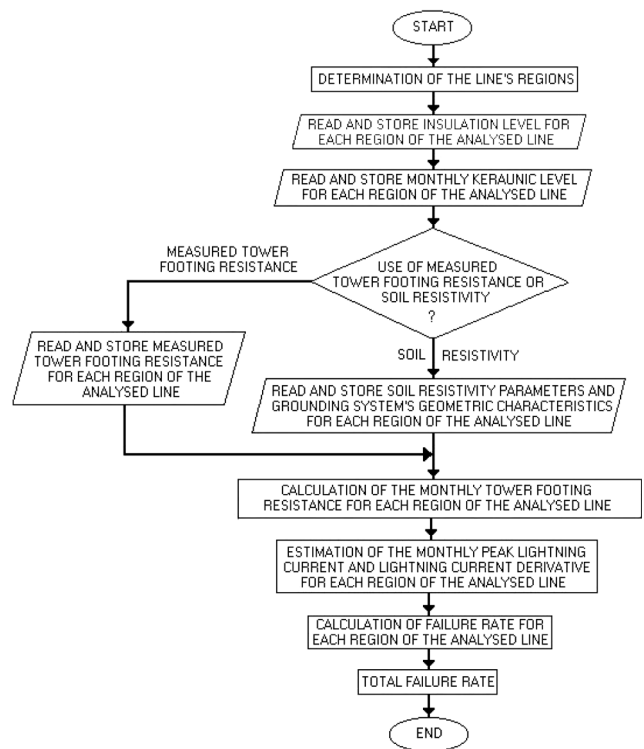 START
DETERMINATION OF THE LINE'S REGIONS
READ AND STORE INSULATION LEVEL FOR
EACH REGION OF THE ANALYSED LINE
READ AND STORE MONTHLY KERAUNIC LEVEL
FOR EACH REGION OF THE ANALYSED LINE
MEASURED TOWER
FOOTING RESISTANCE
USE OF MEASURED
TOWER FOOTING RESISTANCE OR
SOIL RESISTIVITY
?
SOIL RESISTIVITY
READ AND STORE MEASURED
TOWER FOOTING RESISTANCE
FOR EACH REGION OF THE
ANALYSED LINE
READ AND STORE SOIL RESISTIVITY PARAMETERS AND
GROUNDING SYSTEM'S GEOMETRIC CHARACTERISTICS
FOR EACH REGION OF THE ANALYSED LINE
CALCULATION OF THE MONTHLY TOWER FOOTING
RESISTANCE FOR EACH REGION OF THE ANALYSED LINE
ESTIMATION OF THE MONTHLY PEAK LIGHTNING
CURRENT AND LIGHTNING CURRENT DERIVATIVE
FOR EACH REGION OF THE ANALYSED LINE
CALCULATION OF FAILURE RATE FOR
EACH REGION OF THE ANALYSED LINE
TOTAL FAILURE RATE
END